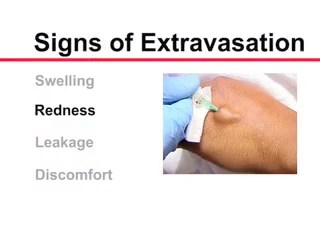 Signs of Extravasation
Swelling
Redness
Leakage
Discomfort